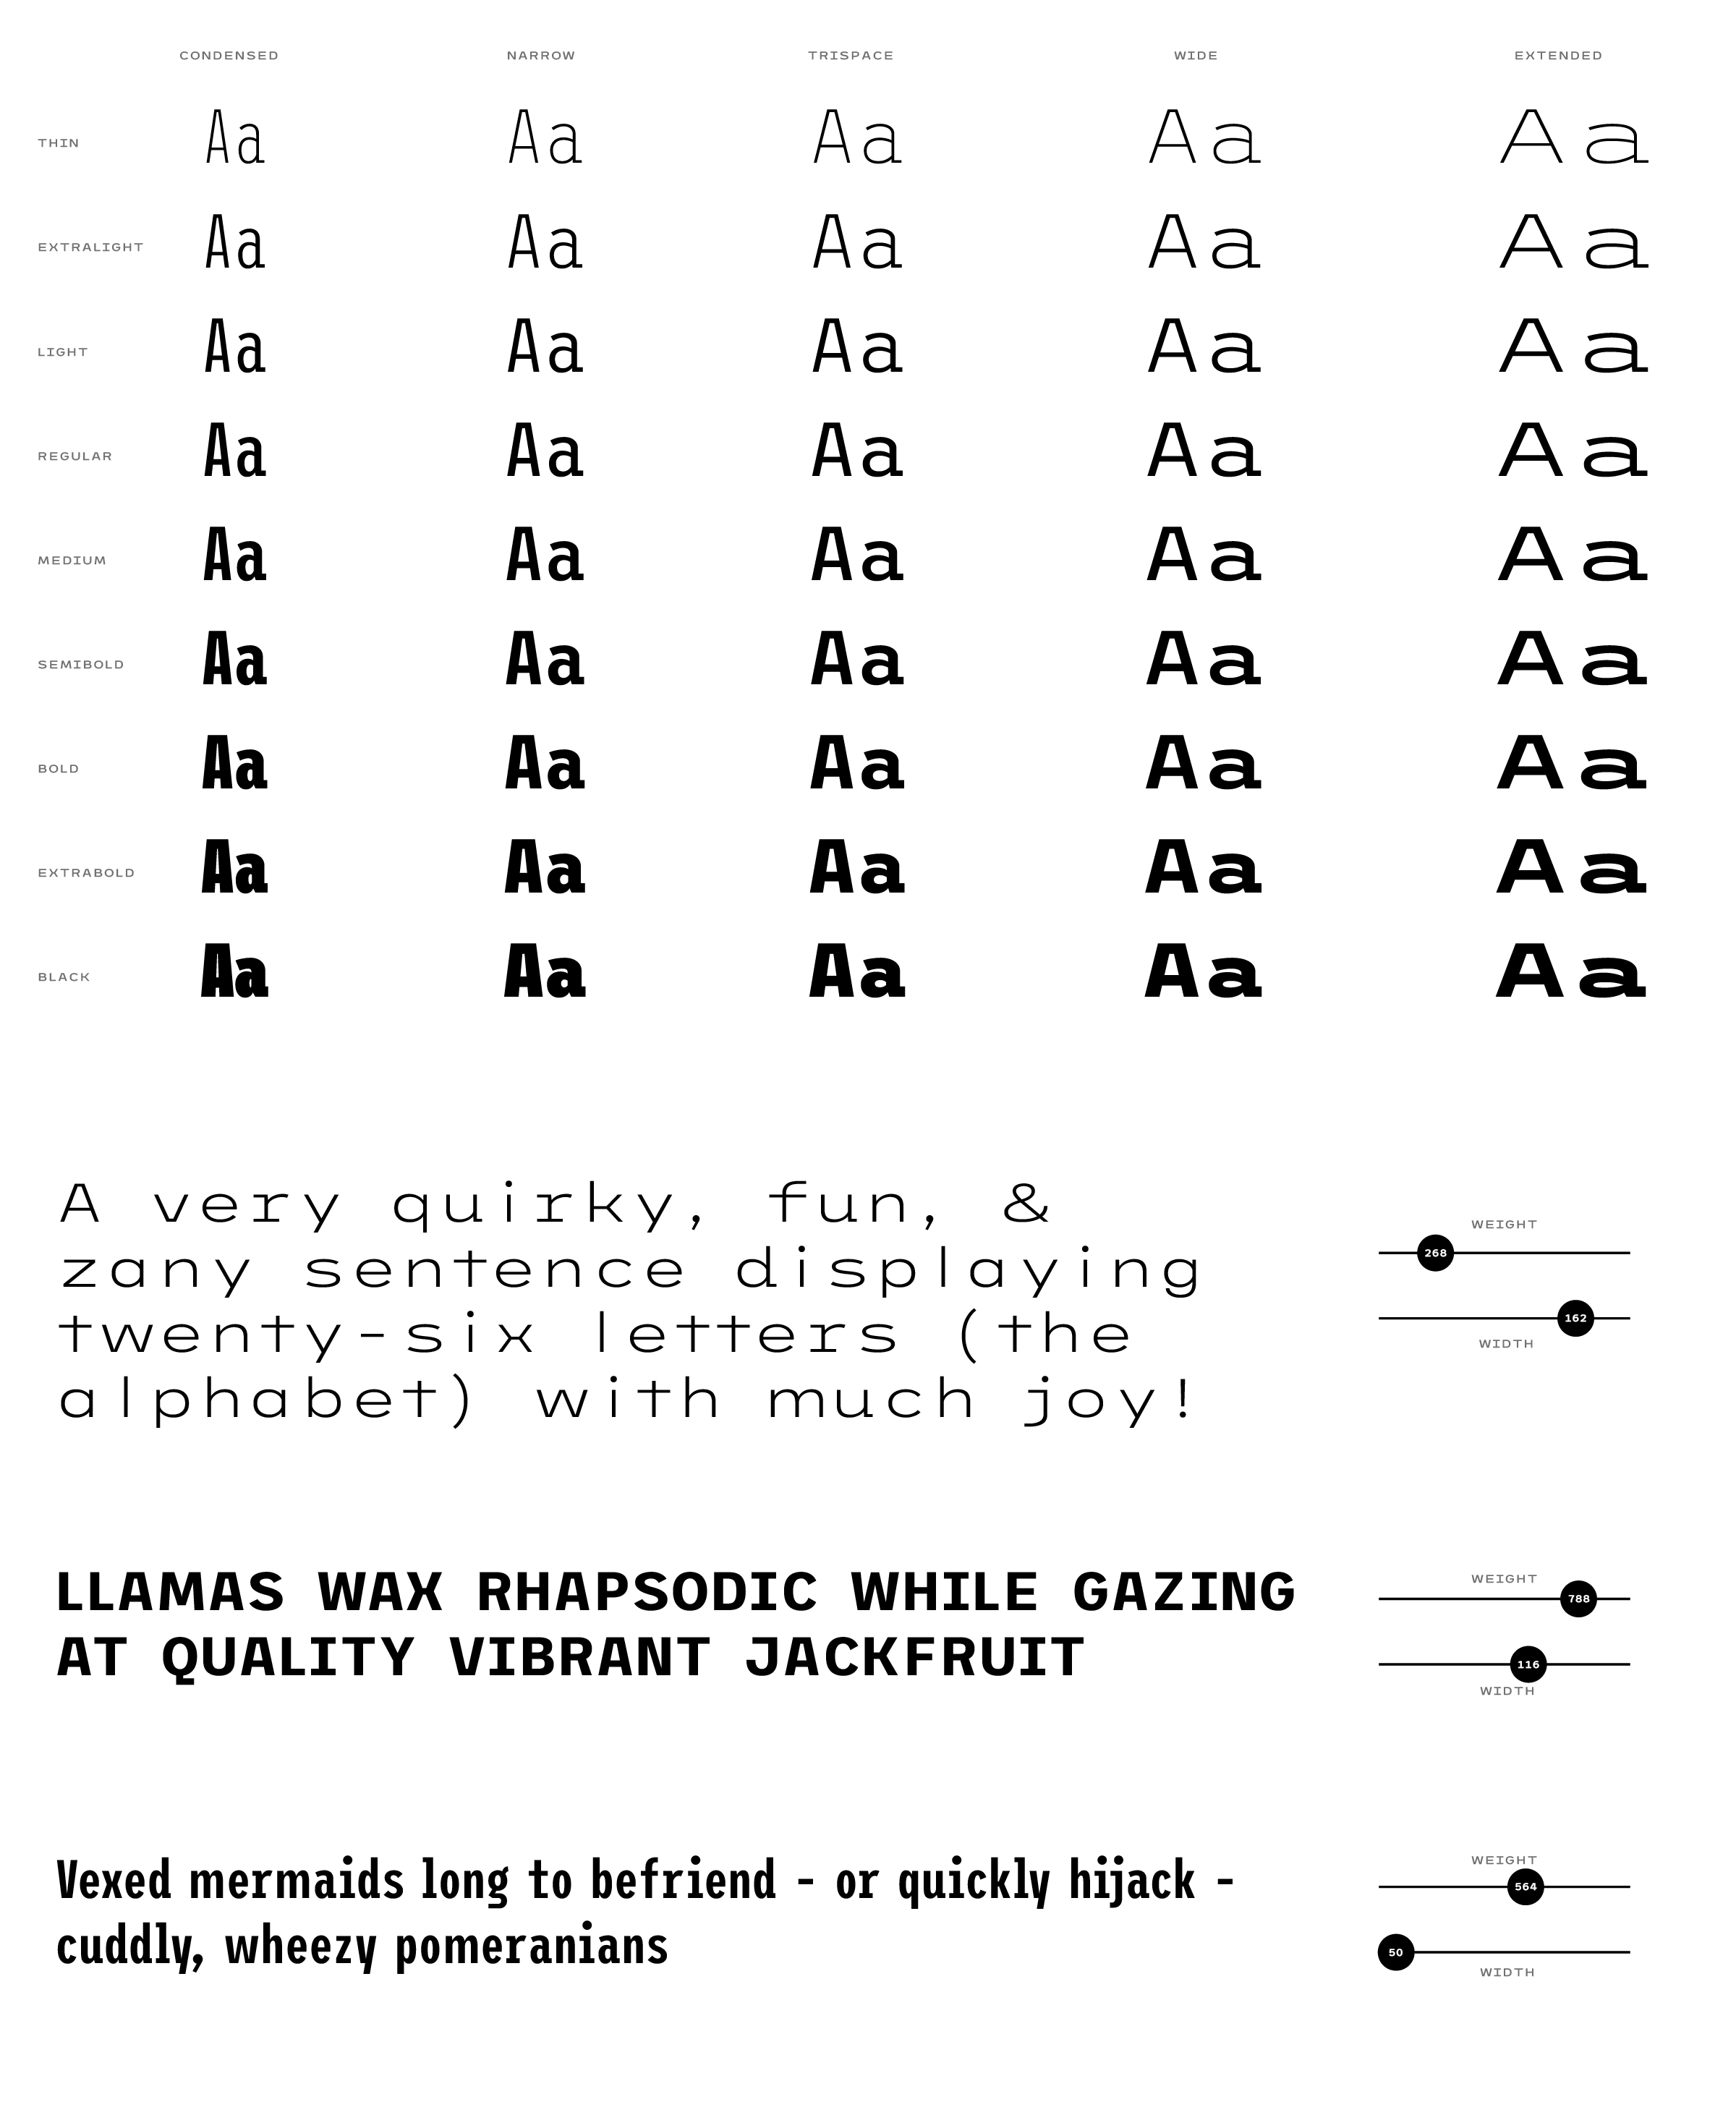 CONDENSED NARROW TRISPACE WIDE EXTENDED
THIN Aa Aa Aa Aa Aa
EXTRALIGHT Aa Aa Aa Aa Aa
LIGHT Aa Aa Aa Aa Aa
REGULAR Aa Aa Aa Aa Aa
MEDIUM Aa Aa Aa Aa Aa
SEMIBOLD Aa Aa Aa Aa Aa
BOLD Aa Aa Aa Aa Aa
EXTRABOLD Aa Aa Aa Aa Aa
BLACK Aa Aa Aa Aa Aa
A very quirky, fun, &
zany sentence displaying
twenty-six letters (the
alphabet) with much joy!
WEIGHT
268
162
WIDTH
LLAMAS WAX RHAPSODIC WHILE GAZING
AT QUALITY VIBRANT JACKFRUIT
WEIGHT
788
116
WIDTH
Vexed mermaids long to befriend - or quickly hijack -
cuddly, wheezy pomeranians
WEIGHT
564
50
WIDTH